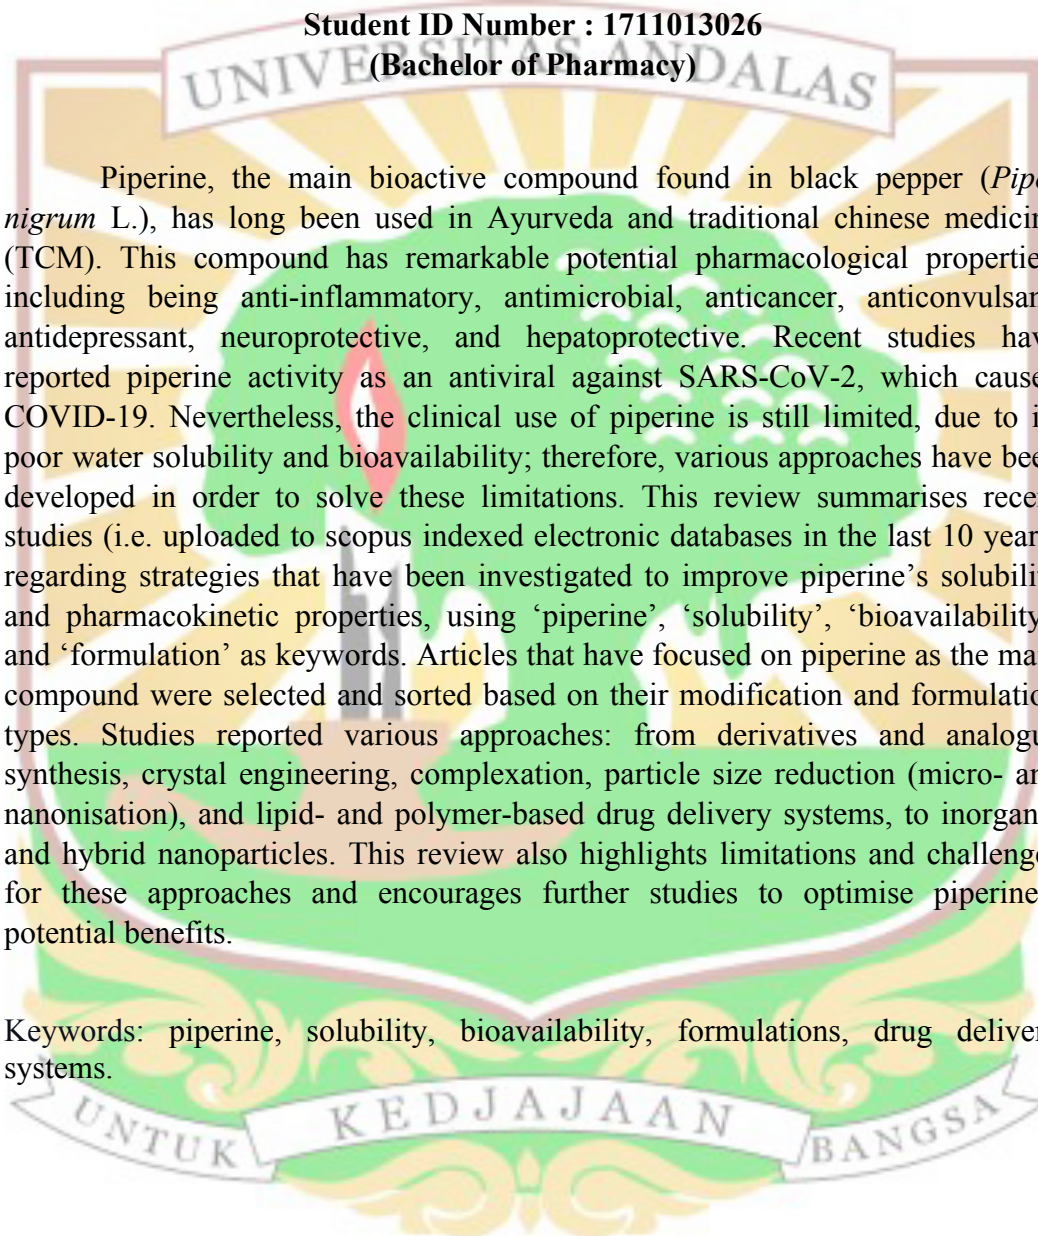 Student ID Number : 1711013026
UNIVERSITAS ANDALAS
(Bachelor of Pharmacy)
Piperine, the main bioactive compound found in black pepper (Pipe
nigrum L.), has long been used in Ayurveda and traditional chinese medicin
(TCM). This compound has remarkable potential pharmacological propertie
including being anti-inflammatory, antimicrobial, anticancer, anticonvulsan
antidepressant, neuroprotective, and hepatoprotective. Recent studies hav
reported piperine activity as an antiviral against SARS-CoV-2, which cause
COVID-19. Nevertheless, the clinical use of piperine is still limited, due to i
poor water solubility and bioavailability; therefore, various approaches have bee
developed in order to solve these limitations. This review summarises recen
studies (i.e. uploaded to scopus indexed electronic databases in the last 10 year
regarding strategies that have been investigated to improve piperine’s solubilit
and pharmacokinetic properties, using ‘piperine’, ‘solubility’, ‘bioavailability
and ‘formulation’ as keywords. Articles that have focused on piperine as the mai
compound were selected and sorted based on their modification and formulatio
types. Studies reported various approaches: from derivatives and analogu
synthesis, crystal engineering, complexation, particle size reduction (micro- an
nanonisation), and lipid- and polymer-based drug delivery systems, to inorgan
and hybrid nanoparticles. This review also highlights limitations and challenge
for these approaches and encourages further studies to optimise piperine
potential benefits.
Keywords: piperine, solubility, bioavailability, formulations, drug deliver
systems.
UNTUK KEDJAJAAN BANGSA